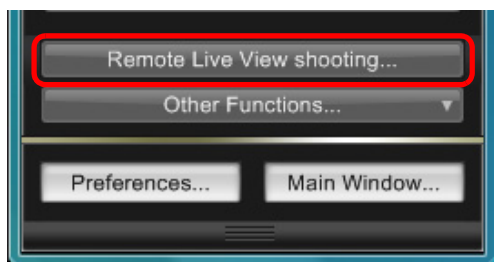 Remote Live View shooting...
Other Functions...
Preferences... Main Window...